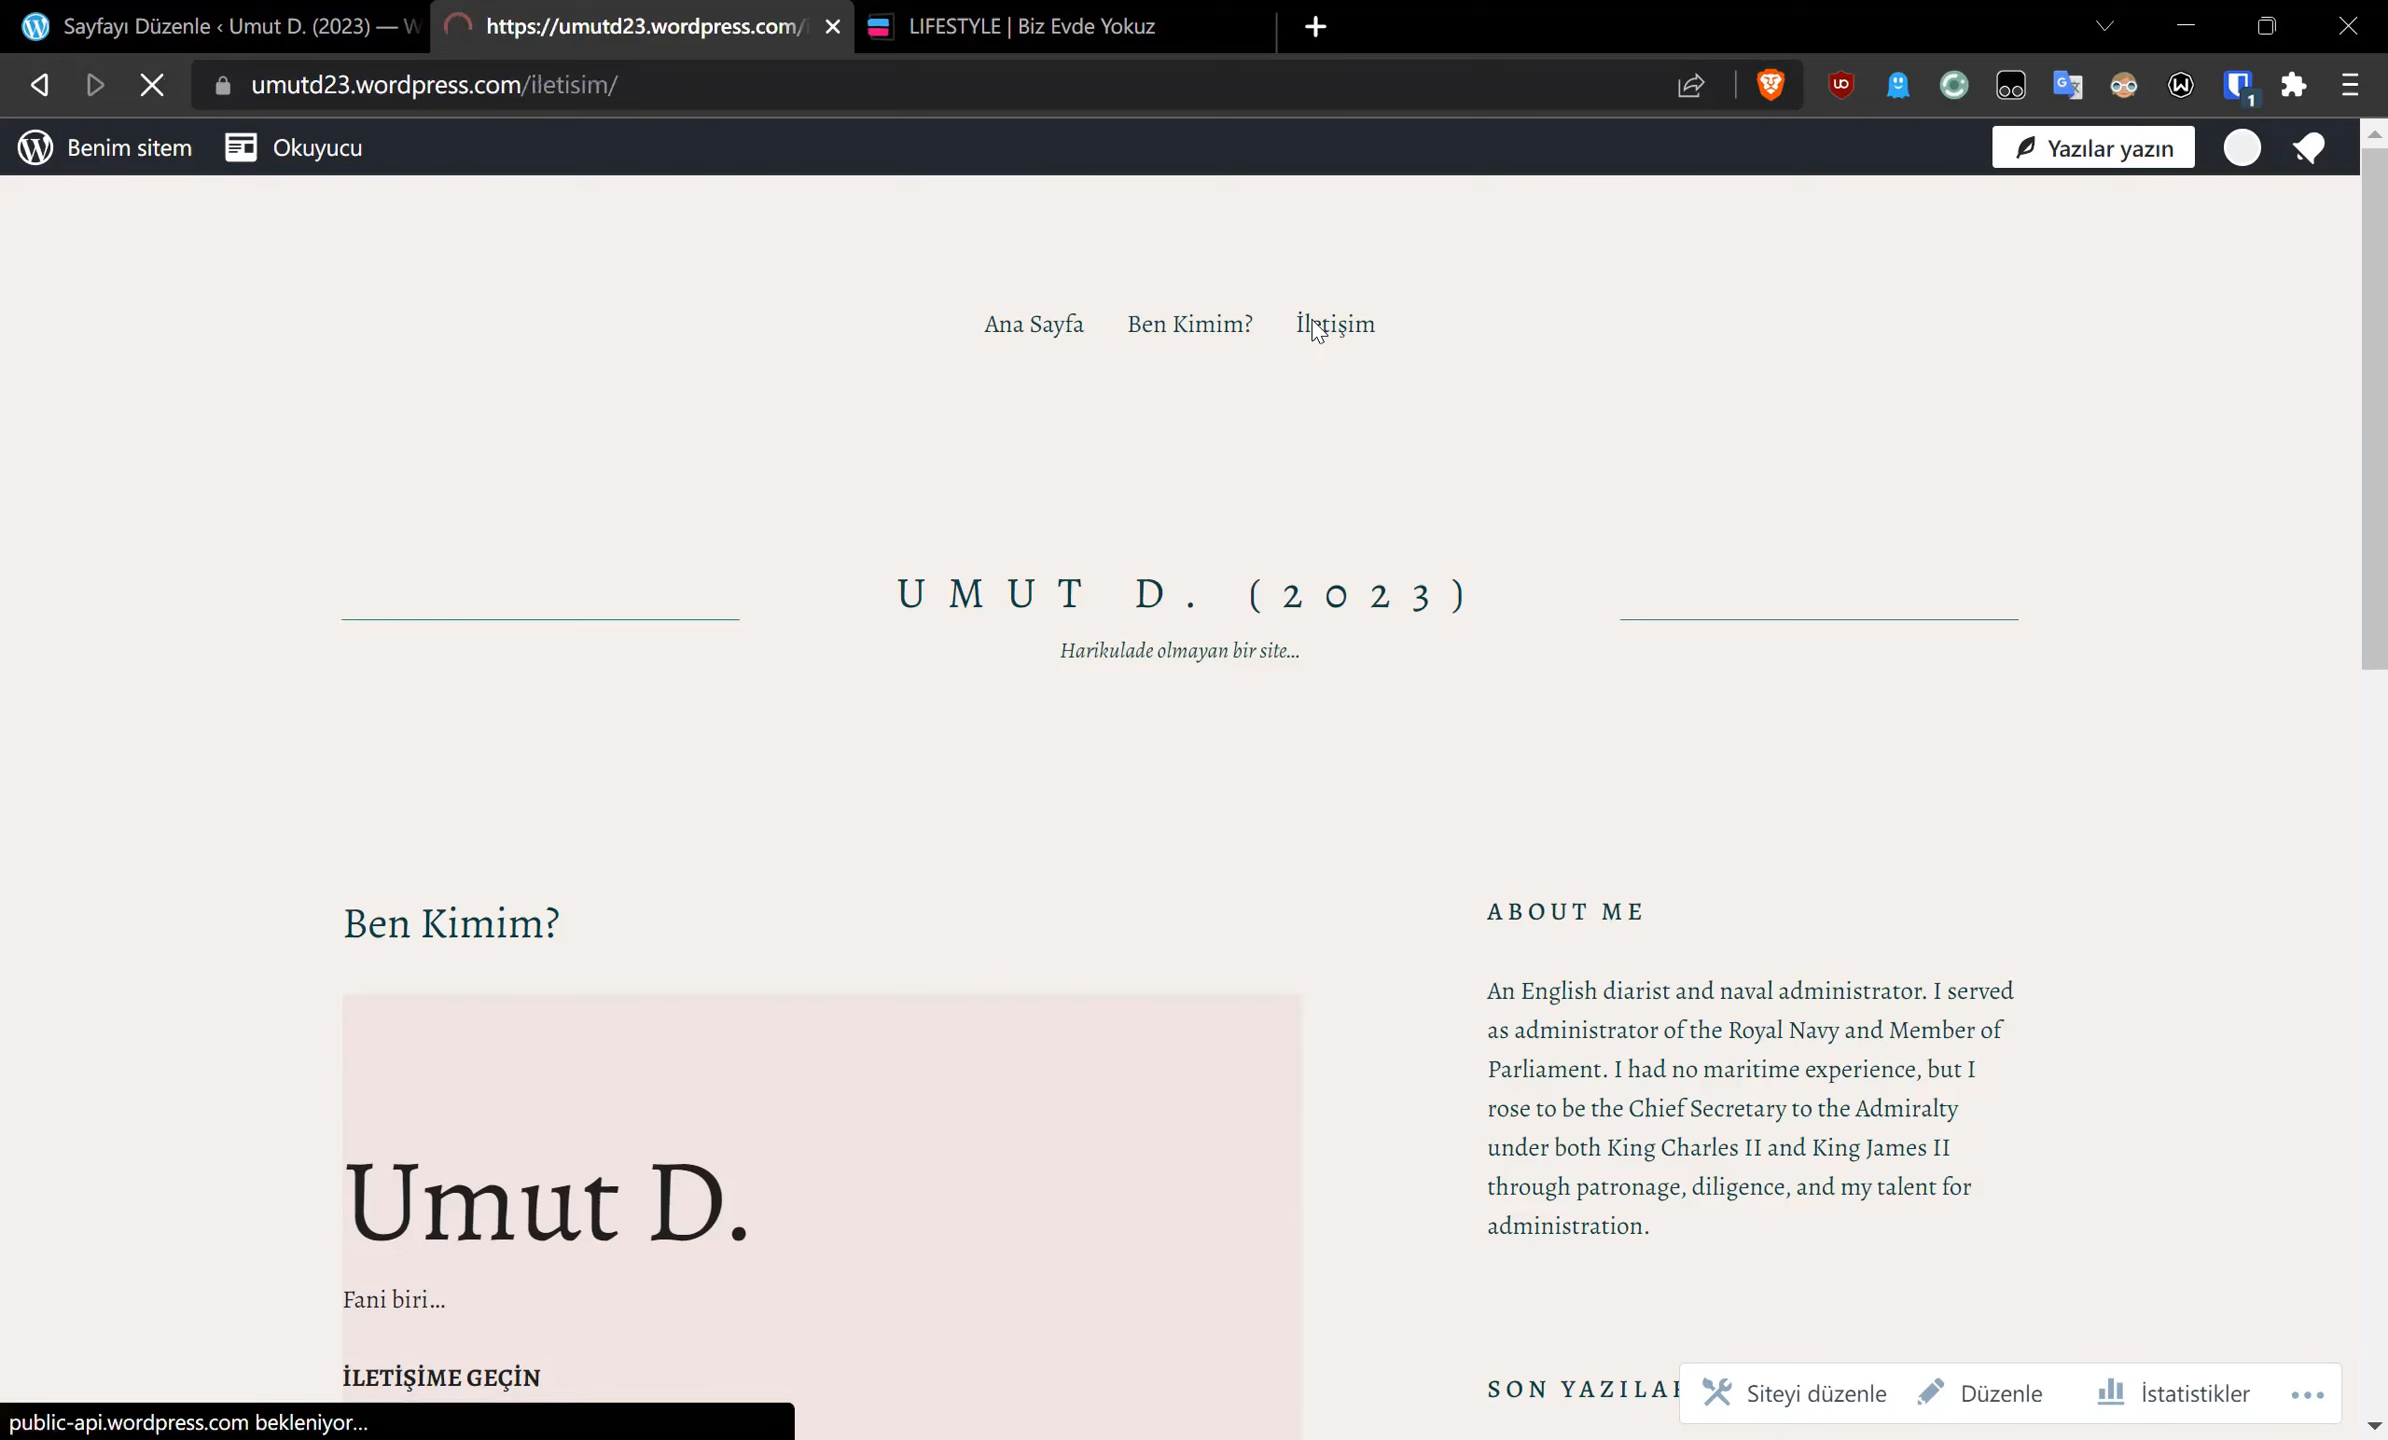 Sayfayı Düzenle ‹ Umut D. (2023) — W
https://umutd23.wordpress.com/
LIFESTYLE | Biz Evde Yokuz
umutd23.wordpress.com/iletisim/
1
Benim sitem
Okuyucu
Yazılar yazın
Ana Sayfa
Ben Kimim?
İletişim
UMUT D. (2023)
Harikulade olmayan bir site...
Ben Kimim?
Umut D.
Fani biri...
İLETİŞİME GEÇİN
ABOUT ME
An English diarist and naval administrator. I served
as administrator of the Royal Navy and Member of
Parliament. I had no maritime experience, but I
rose to be the Chief Secretary to the Admiralty
under both King Charles II and King James II
through patronage, diligence, and my talent for
administration.
SON YAZILAR
Siteyi düzenle
Düzenle
İstatistikler
public-api.wordpress.com bekleniyor...